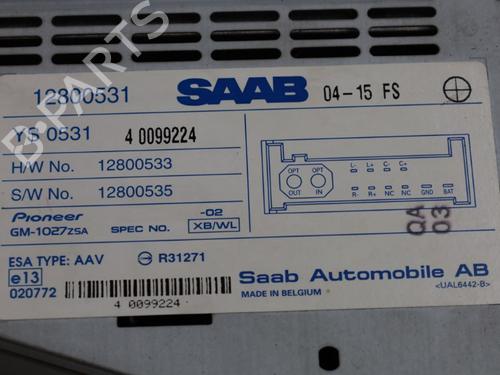 B-PARTS
12800531 SAAB 04-15 FS
YS 0531 4 0099224
H/W No. 12800533
S/W No. 12800535
OPT OPT L- L+ C- C+
OUT IN R- R+ NC NC GND BAT
Pioneer -02
GM-1027ZSA SPEC NO. XB/WL
QA
03
ESA TYPE: AAV R31271
e13
020772
4 0099224
Saab Automobile AB
MADE IN BELGIUM <UAL6442-B>